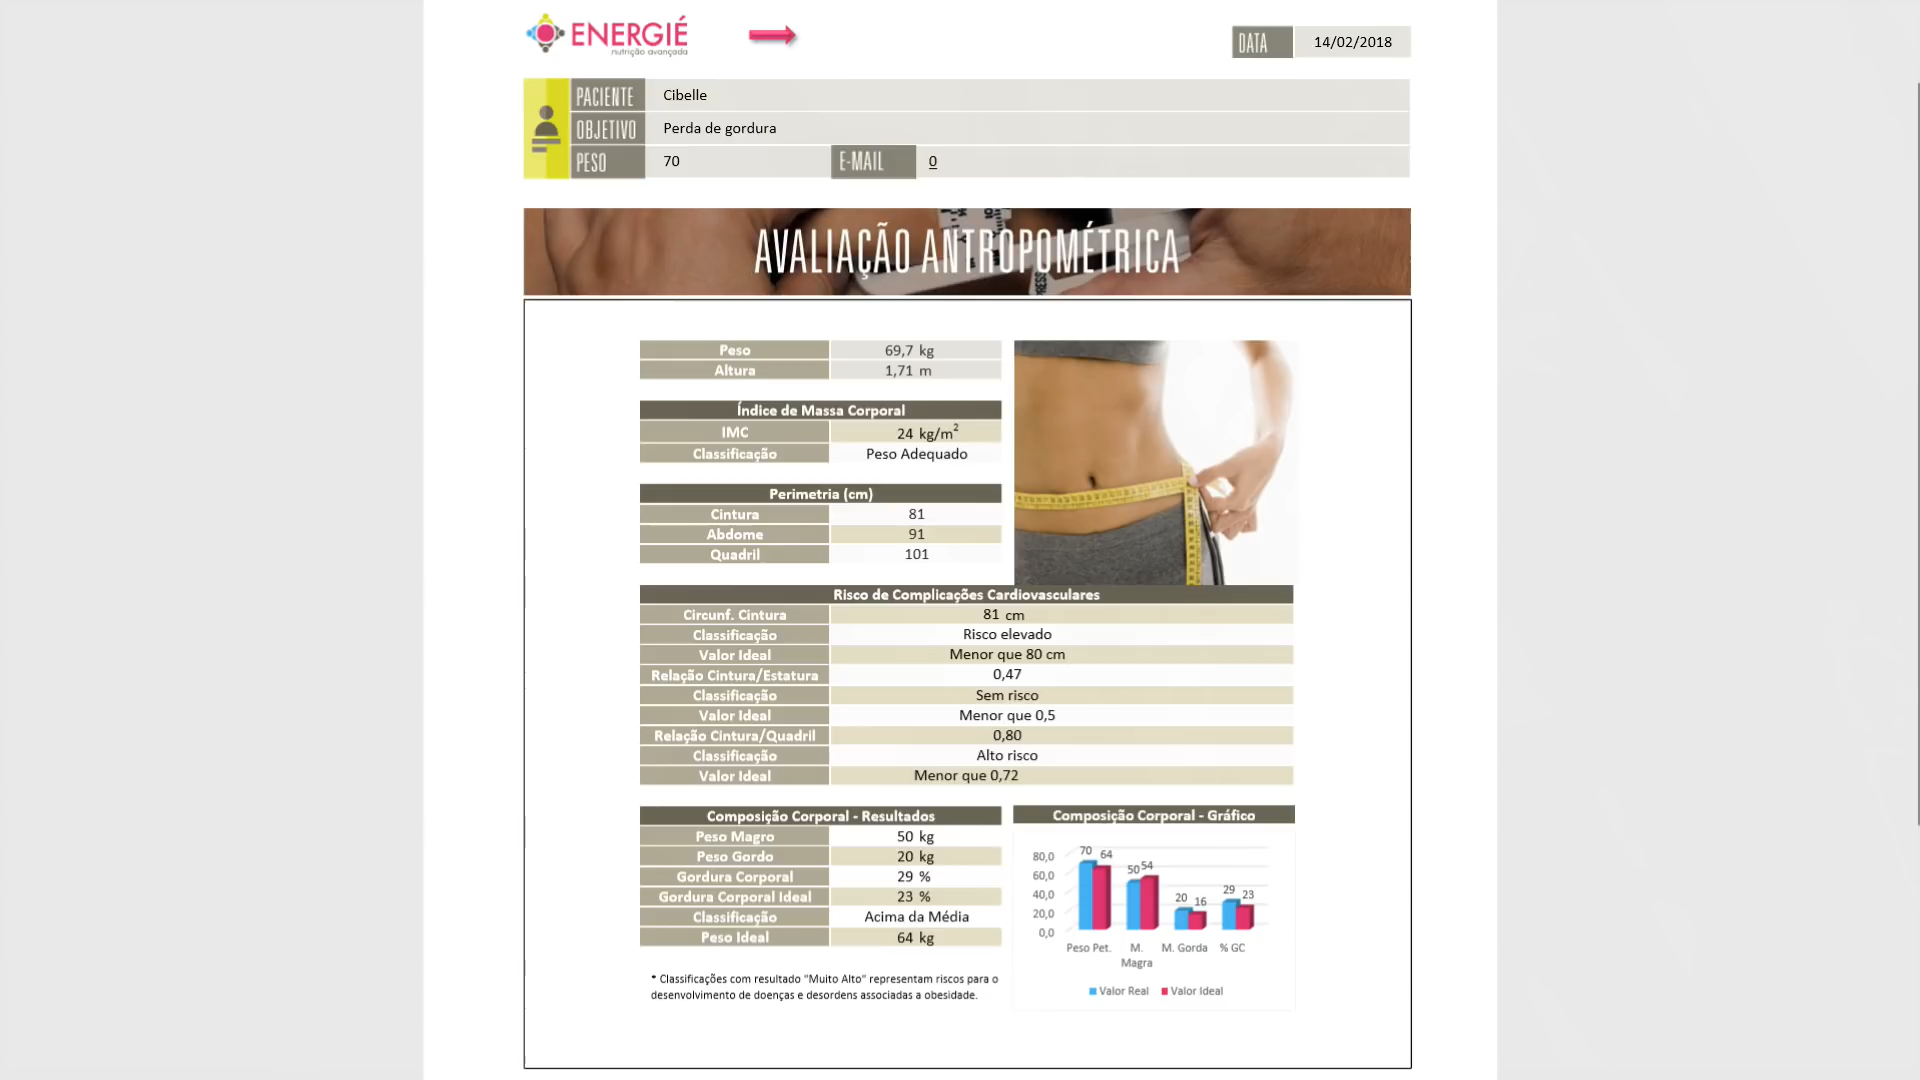 ENERGIÉ
nutrição avançada
DATA 14/02/2018
PACIENTE Cibelle
OBJETIVO Perda de gordura
PESO 70 E-MAIL 0
AVALIAÇÃO ANTROPOMÉTRICA
Peso 69,7 kg
Altura 1,71 m
Índice de Massa Corporal
IMC 24 kg/m²
Classificação Peso Adequado
Perimetria (cm)
Cintura 81
Abdome 91
Quadril 101
Risco de Complicações Cardiovasculares
Circunf. Cintura 81 cm
Classificação Risco elevado
Valor Ideal Menor que 80 cm
Relação Cintura/Estatura 0,47
Classificação Sem risco
Valor Ideal Menor que 0,5
Relação Cintura/Quadril 0,80
Classificação Alto risco
Valor Ideal Menor que 0,72
Composição Corporal - Resultados
Peso Magro 50 kg
Peso Gordo 20 kg
Gordura Corporal 29 %
Gordura Corporal Ideal 23 %
Classificação Acima da Média
Peso Ideal 64 kg
* Classificações com resultado "Muito Alto" representam riscos para o
desenvolvimento de doenças e desordens associadas a obesidade.
Composição Corporal - Gráfico
80,0
60,0
40,0
20,0
0,0
70 64
50 54
20 16
29 23
Peso Pet. M. M. Gorda % GC
Magra
Valor Real Valor Ideal